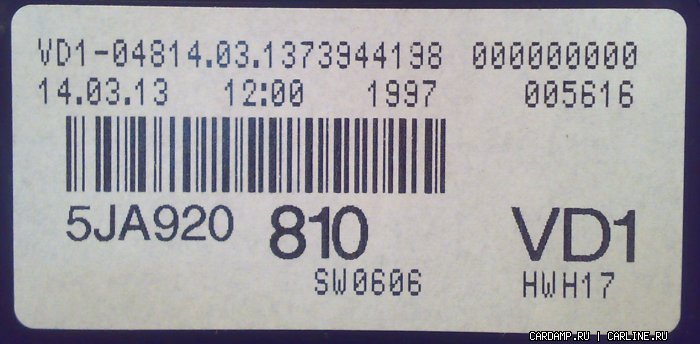 VD1-04814.03.1373944198 000000000
14.03.13 12:00 1997 005616
5JA920 810 VD1
SW0606 HWH17
CARDAMP.RU | CARLINE.RU